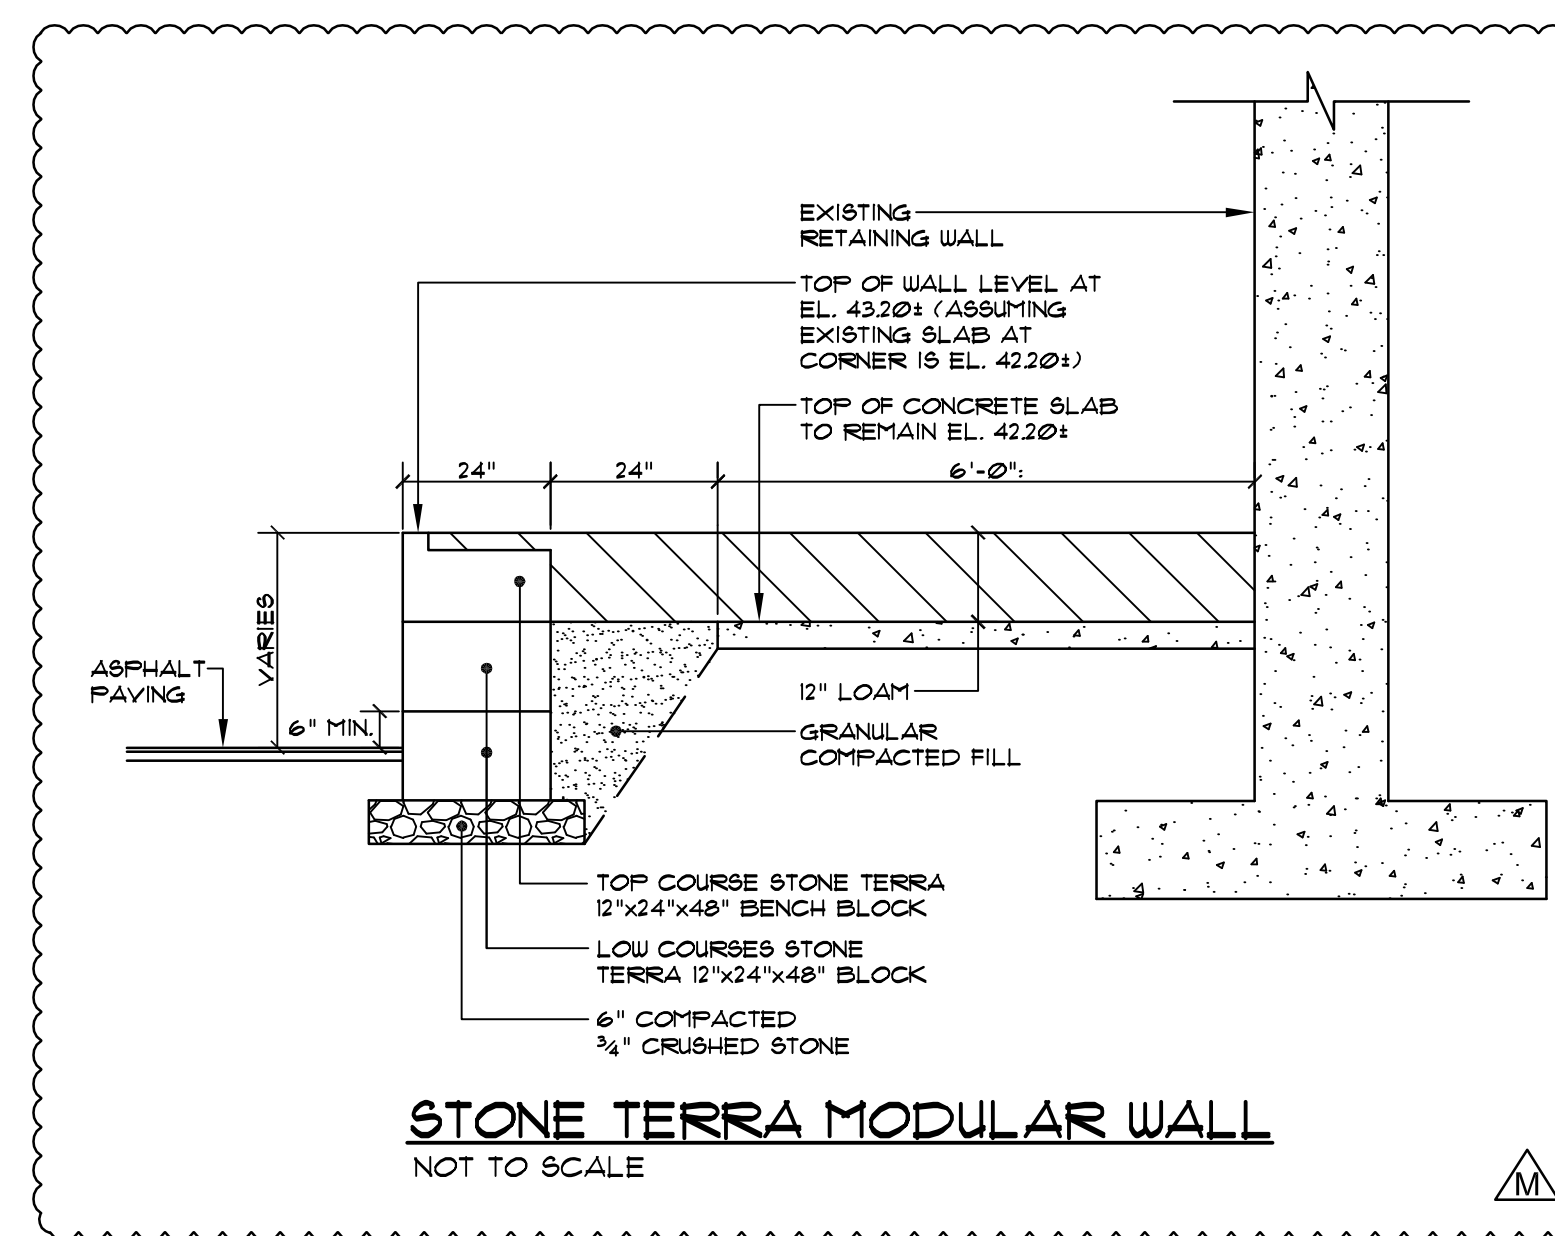 EXISTING
RETAINING WALL
TOP OF WALL LEVEL AT
EL. 43.20± (ASSUMING
EXISTING SLAB AT
CORNER IS EL. 42.20±)
TOP OF CONCRETE SLAB
TO REMAIN EL. 42.20±
24"
24"
6'-0"±
VARIES
ASPHALT
PAVING
6" MIN.
12" LOAM
GRANULAR
COMPACTED FILL
TOP COURSE STONE TERRA
12"x24"x48" BENCH BLOCK
LOW COURSES STONE
TERRA 12"x24"x48" BLOCK
6" COMPACTED
¾" CRUSHED STONE
STONE TERRA MODULAR WALL
NOT TO SCALE
M